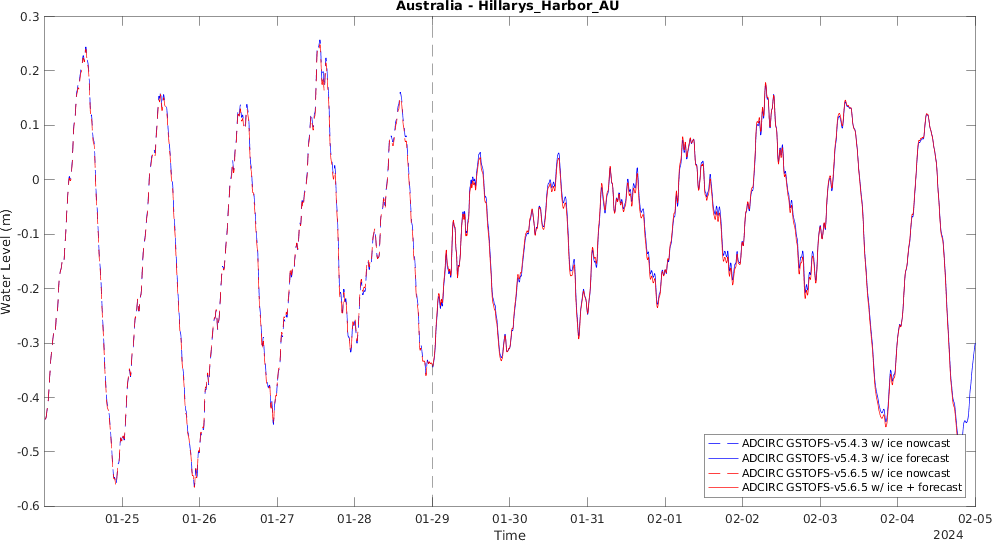 Australia - Hillarys_Harbor_AU
0.3
0.2
0.1
0
-0.1
-0.2
-0.3
-0.4
-0.5
-0.6
Water Level (m)
ADCIRC GSTOFS-v5.4.3 w/ ice nowcast
ADCIRC GSTOFS-v5.4.3 w/ ice forecast
ADCIRC GSTOFS-v5.6.5 w/ ice nowcast
ADCIRC GSTOFS-v5.6.5 w/ ice + forecast
01-25 01-26 01-27 01-28 01-29 01-30 01-31 02-01 02-02 02-03 02-04 02-05
Time
2024